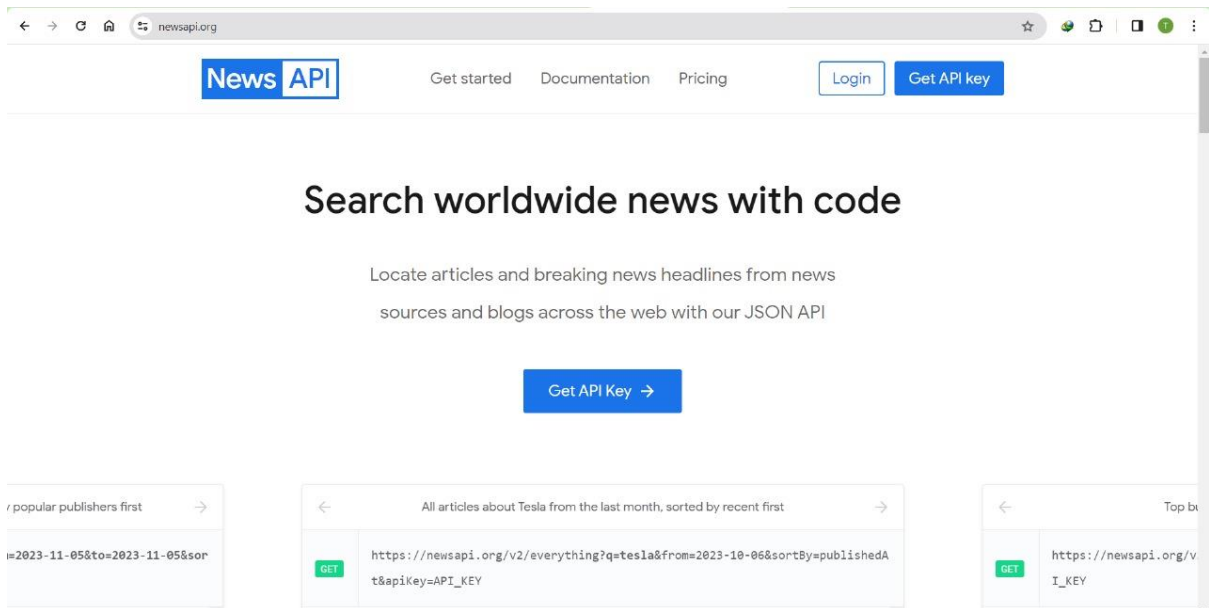 newsapi.org
T
News API
Get started
Documentation
Pricing
Login
Get API key
Search worldwide news with code
Locate articles and breaking news headlines from news
sources and blogs across the web with our JSON API
Get API Key →
popular publishers first →
=2023-11-05&to=2023-11-05&sor
← All articles about Tesla from the last month, sorted by recent first →
GET
https://newsapi.org/v2/everything?q=tesla&from=2023-10-06&sortBy=publishedA
t&apiKey=API_KEY
← Top
GET
https://newsapi.org/v
I_KEY